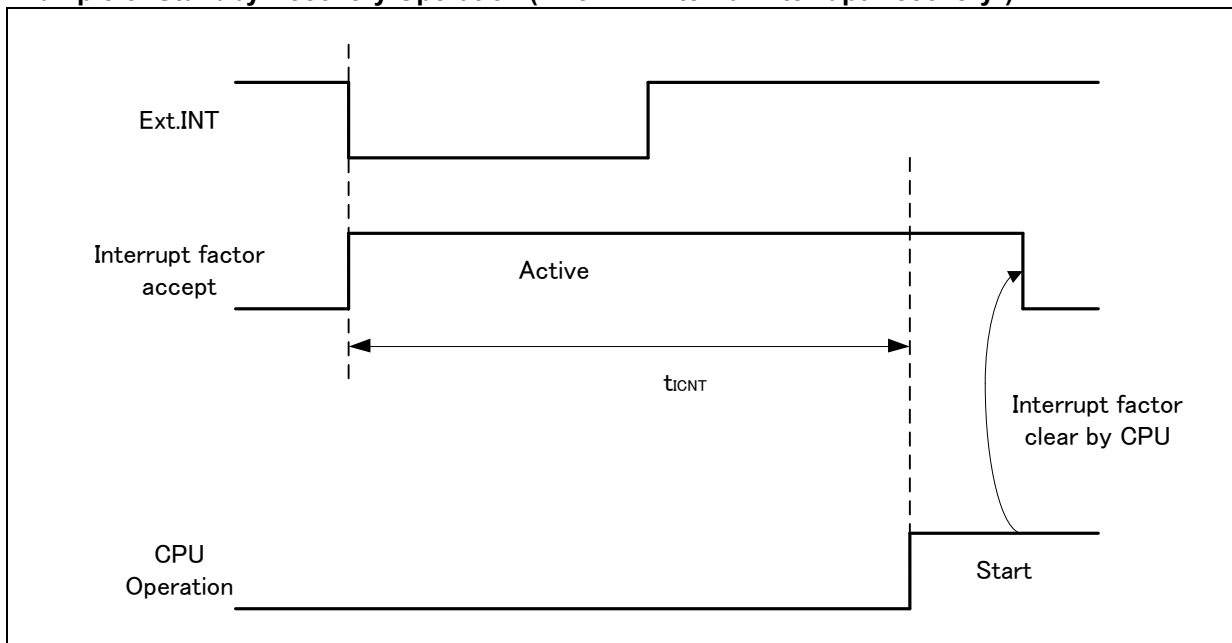 Ext.INT
Interrupt factor
accept
Active
tICNT
Interrupt factor
clear by CPU
CPU
Operation
Start